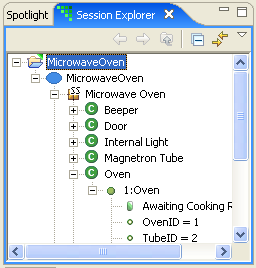 Spotlight Session Explorer
MicrowaveOven
MicrowaveOven
Microwave Oven
Beeper
Door
Internal Light
Magnetron Tube
Oven
1:Oven
Awaiting Cooking R
OvenID = 1
TubeID = 2